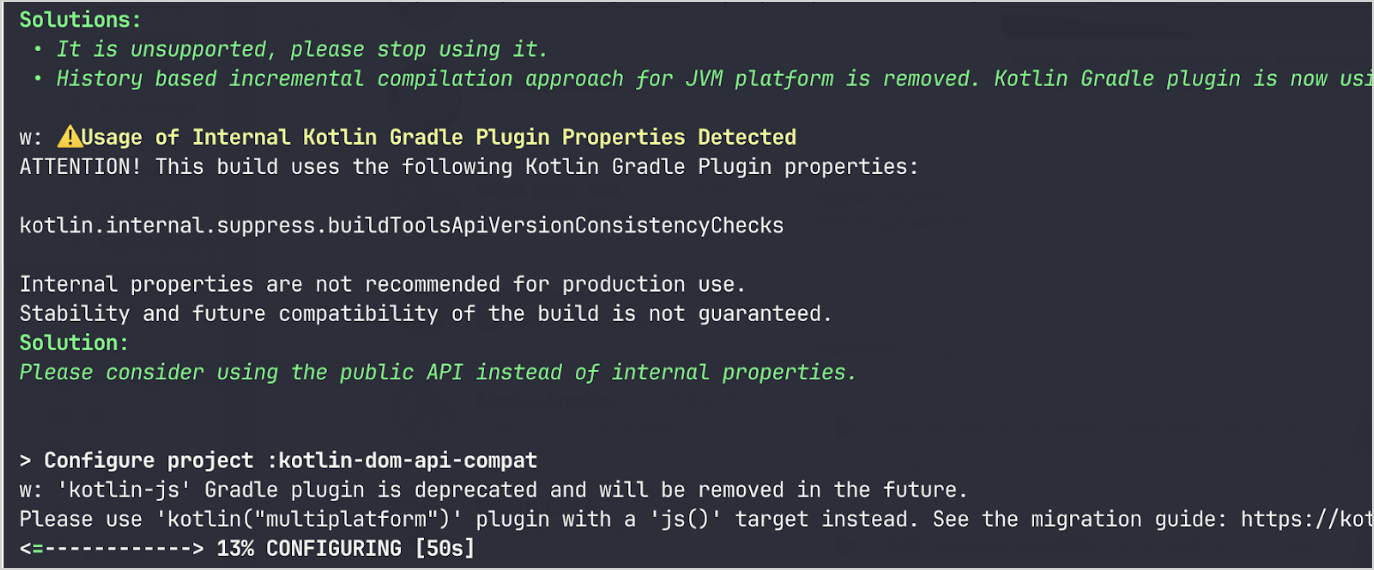 Solutions:
• It is unsupported, please stop using it.
• History based incremental compilation approach for JVM platform is removed. Kotlin Gradle plugin is now usi
w: ⚠️Usage of Internal Kotlin Gradle Plugin Properties Detected
ATTENTION! This build uses the following Kotlin Gradle Plugin properties:
kotlin.internal.suppress.buildToolsApiVersionConsistencyChecks
Internal properties are not recommended for production use.
Stability and future compatibility of the build is not guaranteed.
Solution:
Please consider using the public API instead of internal properties.
> Configure project :kotlin-dom-api-compat
w: 'kotlin-js' Gradle plugin is deprecated and will be removed in the future.
Please use 'kotlin("multiplatform")' plugin with a 'js()' target instead. See the migration guide: https://kot
<=------------> 13% CONFIGURING [50s]